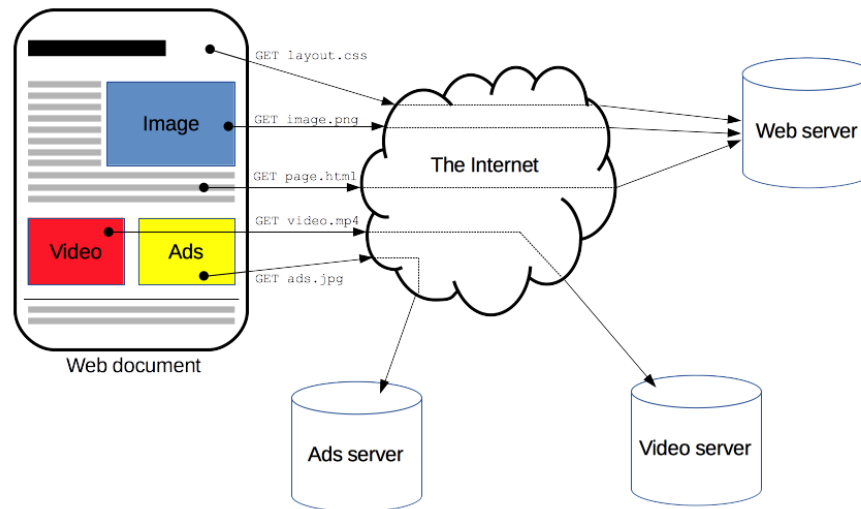 GET layout.css
Image
GET image.png
The Internet
Web server
GET page.html
GET video.mp4
Video
Ads
GET ads.jpg
Web document
Ads server
Video server